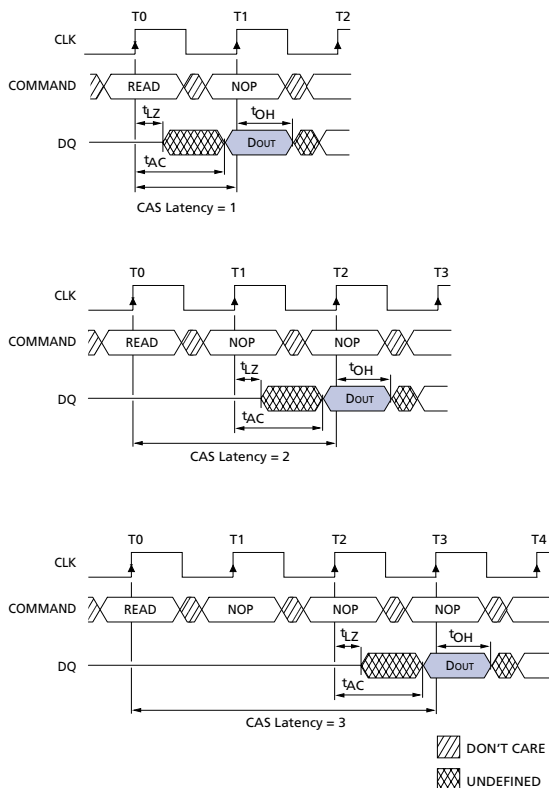 T0 T1 T2
CLK
COMMAND READ NOP
tLZ tOH
DQ DOUT
tAC
CAS Latency = 1
T0 T1 T2 T3
CLK
COMMAND READ NOP NOP
tLZ tOH
DQ DOUT
tAC
CAS Latency = 2
T0 T1 T2 T3 T4
CLK
COMMAND READ NOP NOP NOP
tLZ tOH
DQ DOUT
tAC
CAS Latency = 3
DON'T CARE
UNDEFINED